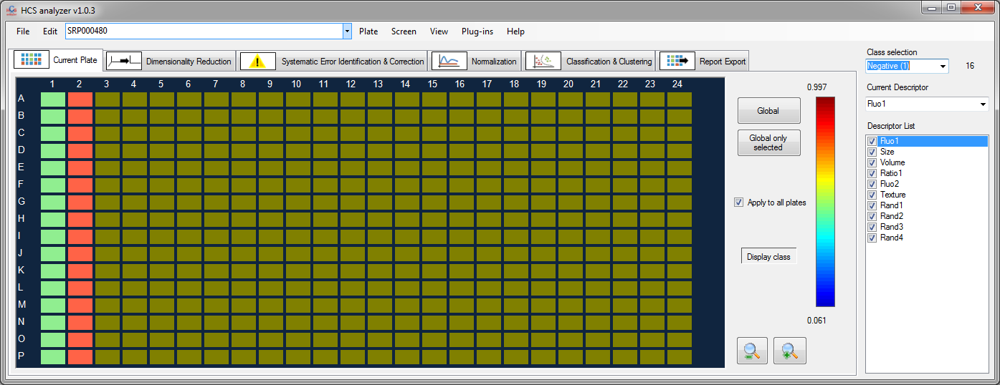 HCS analyzer v1.0.3
File Edit SRP000480 Plate Screen View Plug-ins Help
Current Plate Dimensionality Reduction Systematic Error Identification & Correction Normalization Classification & Clustering Report Export
Class selection
Negative (1) 16
Current Descriptor
Fluo1
Descriptor List
Fluo1
Size
Volume
Ratio1
Fluo2
Texture
Rand1
Rand2
Rand3
Rand4
1 2 3 4 5 6 7 8 9 10 11 12 13 14 15 16 17 18 19 20 21 22 23 24
A
B
C
D
E
F
G
H
I
J
K
L
M
N
O
P
Global
Global only
selected
Apply to all plates
Display class
0.997
0.061